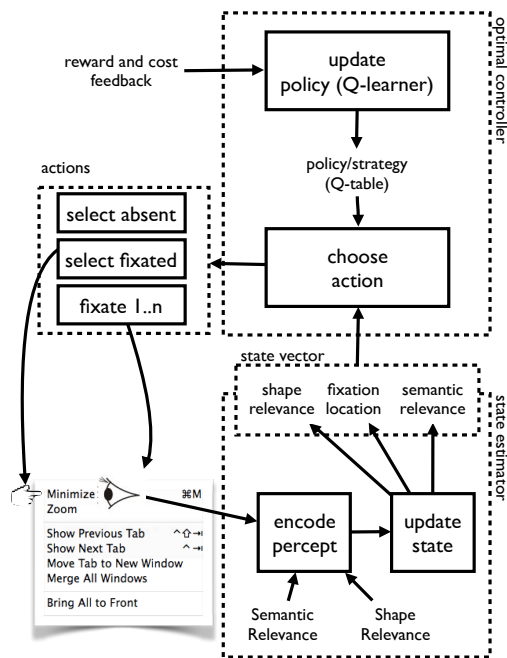 optimal controller
reward and cost
feedback
update
policy (Q-learner)
policy/strategy
(Q-table)
choose
action
actions
select absent
select fixated
fixate 1..n
state vector
shape
relevance
fixation
location
semantic
relevance
state estimator
encode
percept
update
state
Semantic
Relevance
Shape
Relevance
Minimize ⌘M
Zoom
Show Previous Tab ^⇧⇥
Show Next Tab ^⇥
Move Tab to New Window
Merge All Windows
Bring All to Front